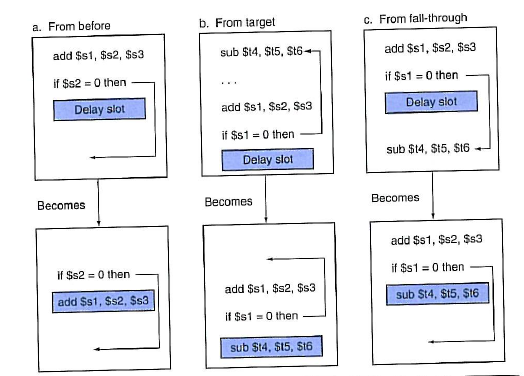 a. From before
add $s1, $s2, $s3
if $s2 = 0 then
Delay slot
Becomes
if $s2 = 0 then
add $s1, $s2, $s3
b. From target
sub $t4, $t5, $t6
. . .
add $s1, $s2, $s3
if $s1 = 0 then
Delay slot
Becomes
add $s1, $s2, $s3
if $s1 = 0 then
sub $t4, $t5, $t6
c. From fall-through
add $s1, $s2, $s3
if $s1 = 0 then
Delay slot
sub $t4, $t5, $t6
Becomes
add $s1, $s2, $s3
if $s1 = 0 then
sub $t4, $t5, $t6